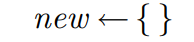 new ← { }